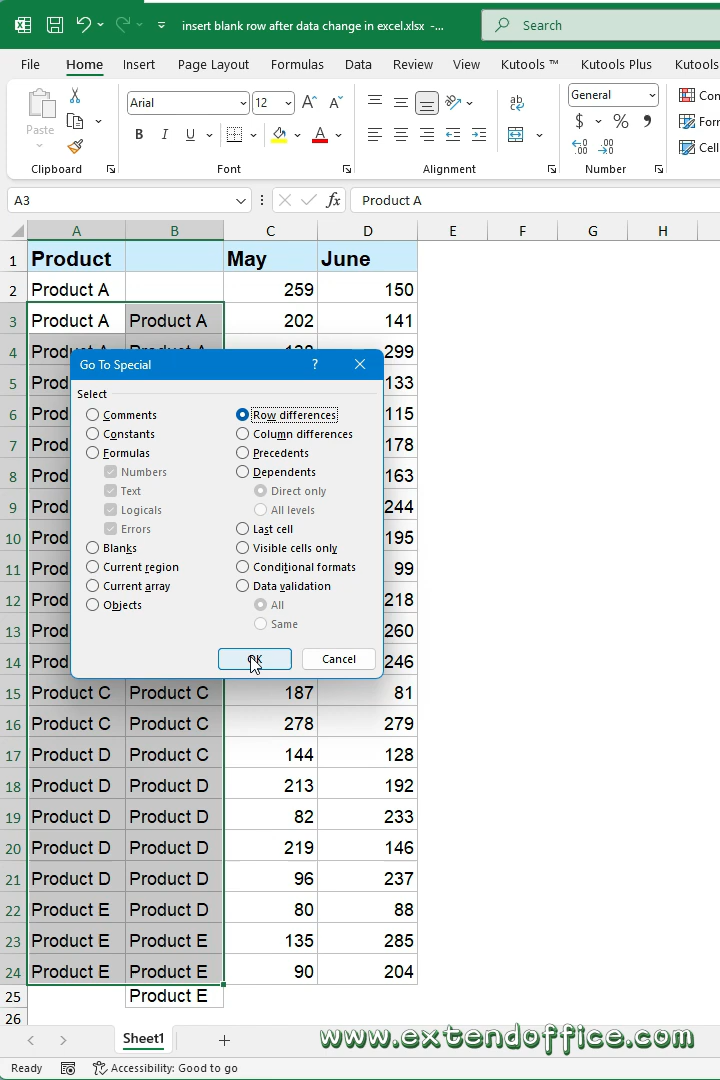 insert blank row after data change in excel.xlsx -...
Search
File Home Insert Page Layout Formulas Data Review View Kutools ™ Kutools Plus Kutools
Arial 12 General Con
Paste B I U A $ % Form
Cell
Clipboard Font Alignment Number
A3 fx Product A
A B C D E F G H
1 Product May June
2 Product A 259 150
3 Product A Product A 202 141
4 299
5 133
6 115
7 178
8 163
9 244
10 195
11 99
12 218
13 260
14 246
Go To Special ?
Select
Comments Row differences
Constants Column differences
Formulas Precedents
Numbers Dependents
Text Direct only
Logicals All levels
Errors Last cell
Blanks Visible cells only
Current region Conditional formats
Current array Data validation
Objects All
Same
OK Cancel
15 Product C Product C 187 81
16 Product C Product C 278 279
17 Product D Product C 144 128
18 Product D Product D 213 192
19 Product D Product D 82 233
20 Product D Product D 219 146
21 Product D Product D 96 237
22 Product E Product D 80 88
23 Product E Product E 135 285
24 Product E Product E 90 204
25 Product E
26
Sheet1
www.extendoffice.com
Ready Accessibility: Good to go